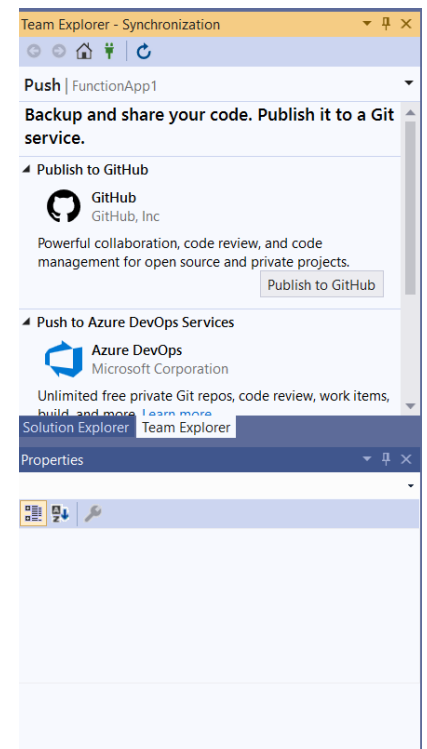 Team Explorer - Synchronization
Push | FunctionApp1
Backup and share your code. Publish it to a Git
service.
Publish to GitHub
GitHub
GitHub, Inc
Powerful collaboration, code review, and code
management for open source and private projects.
Publish to GitHub
Push to Azure DevOps Services
Azure DevOps
Microsoft Corporation
Unlimited free private Git repos, code review, work items,
build, and more. Learn more
Solution Explorer Team Explorer
Properties